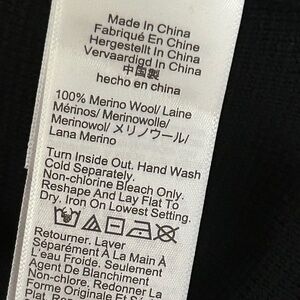 Made In China
Fabriqué En Chine
Hergestellt In China
Vervaardigd In China
中国製
hecho en china
100% Merino Wool/ Laine
Mérinos/ Merinowolle/
Merinowol/ メリノウール/
Lana Merino
Turn Inside Out. Hand Wash
Cold Separately.
Non-chlorine Bleach Only.
Reshape And Lay Flat To
Dry. Iron On Lowest Setting.
Retourner. Laver
Séparément À La Main À
L'eau Froide. Seulement
Agent De Blanchiment
Non-chlore, Redonner La
Forme Originale Et S
Plat. Rep